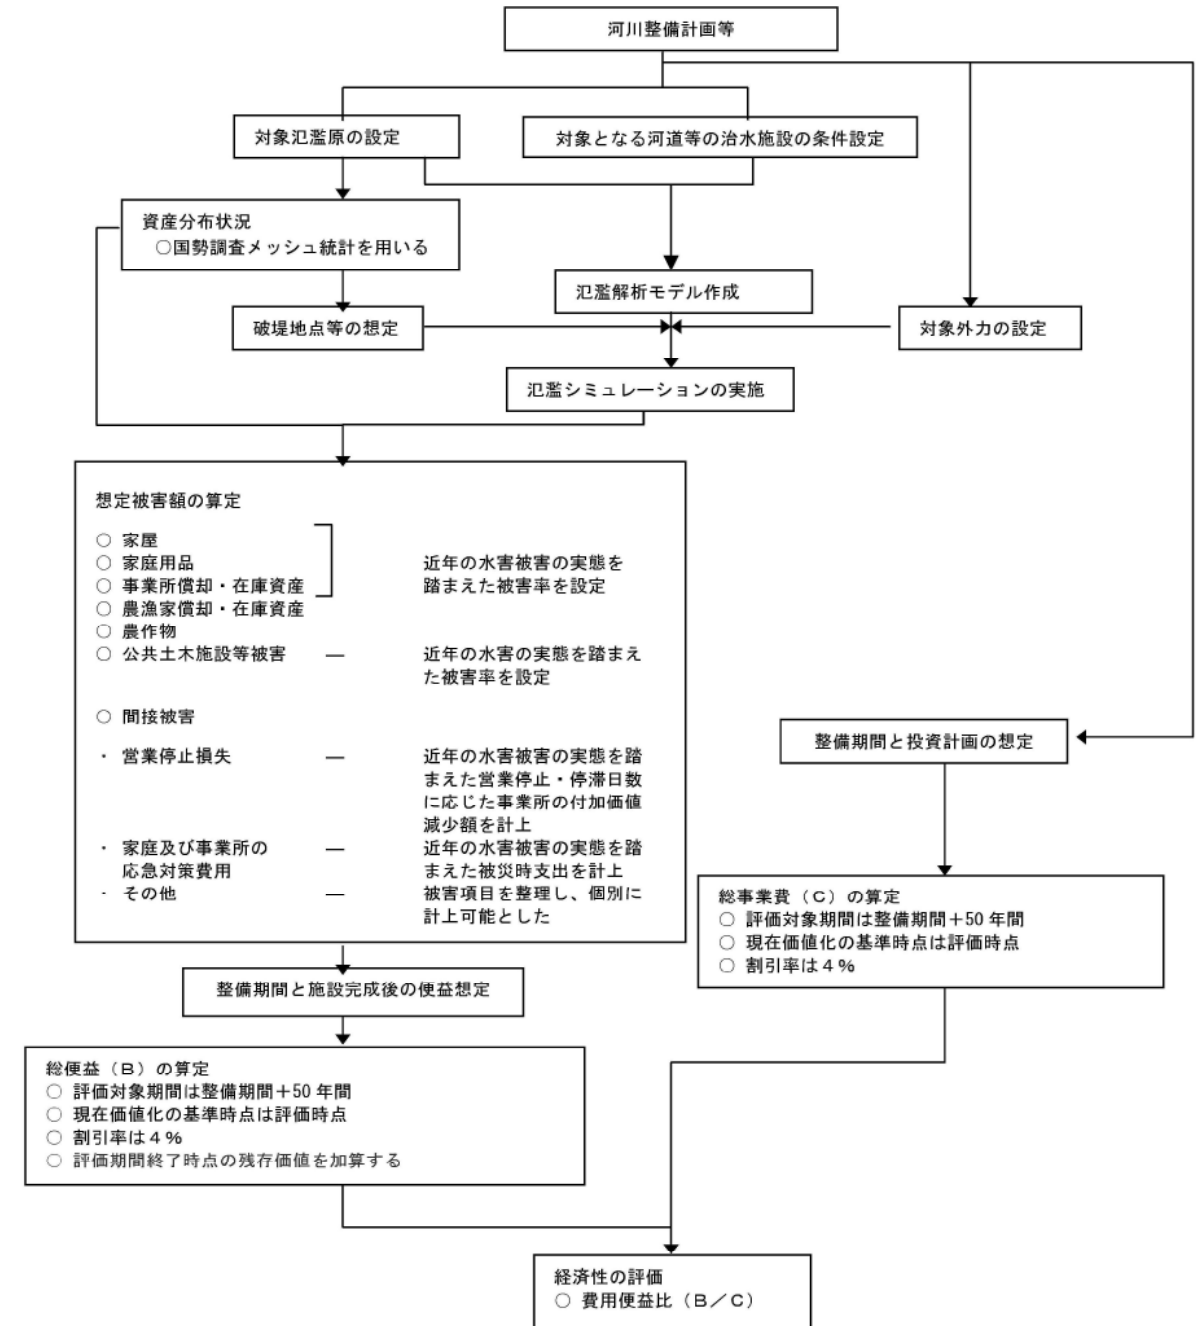 河川整備計画等
対象氾濫原の設定
対象となる河道等の治水施設の条件設定
資産分布状況
○国勢調査メッシュ統計を用いる
氾濫解析モデル作成
破堤地点等の想定
対象外力の設定
氾濫シミュレーションの実施
想定被害額の算定
○ 家屋
○ 家庭用品
○ 事業所償却・在庫資産
○ 農漁家償却・在庫資産
○ 農作物
近年の水害被害の実態を
踏まえた被害率を設定
○ 公共土木施設等被害 ― 近年の水害の実態を踏まえ
た被害率を設定
○ 間接被害
・ 営業停止損失 ― 近年の水害被害の実態を踏
まえた営業停止・停滞日数
に応じた事業所の付加価値
減少額を計上
・ 家庭及び事業所の ― 近年の水害被害の実態を踏
応急対策費用 まえた被災時支出を計上
・ その他 ― 被害項目を整理し、個別に
計上可能とした
整備期間と投資計画の想定
総事業費（C）の算定
○ 評価対象期間は整備期間＋50 年間
○ 現在価値化の基準時点は評価時点
○ 割引率は４％
整備期間と施設完成後の便益想定
総便益（B）の算定
○ 評価対象期間は整備期間＋50 年間
○ 現在価値化の基準時点は評価時点
○ 割引率は４％
○ 評価期間終了時点の残存価値を加算する
経済性の評価
○ 費用便益比（B／C）